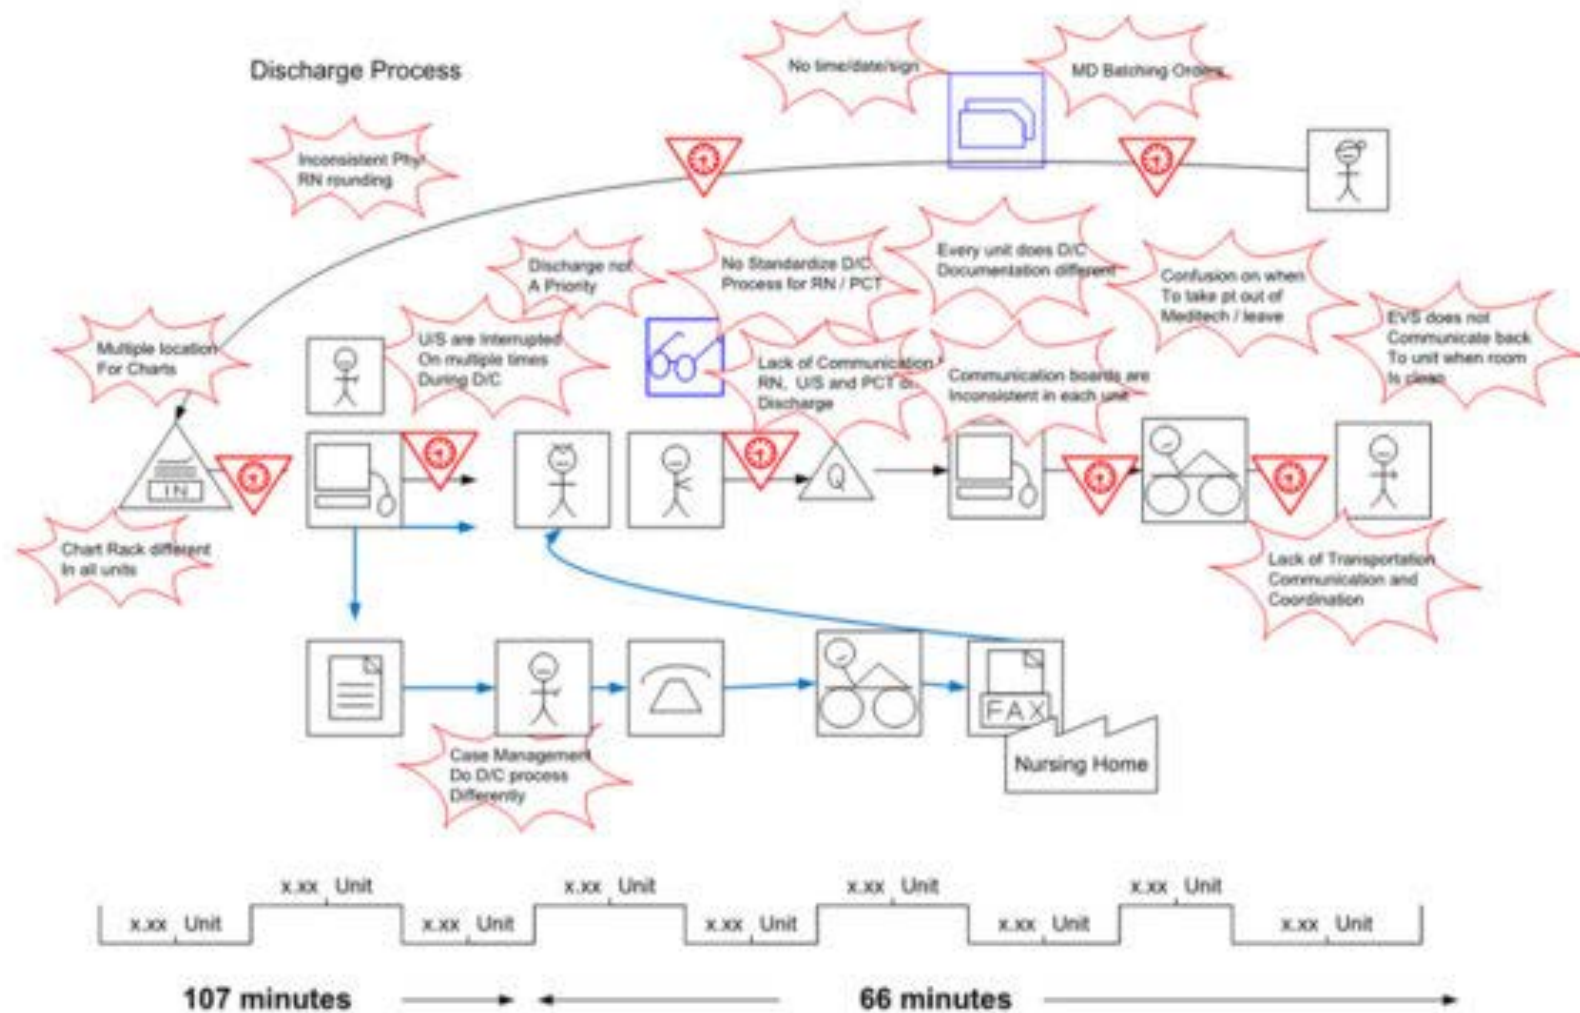 Discharge Process
No time/date/sign
MD Batching Orders
Inconsistent Phy
RN rounding
Discharge not
A Priority
No Standardize D/C
Process for RN / PCT
Every unit does D/C
Documentation different
Confusion on when
To take pt out of
Meditech / leave
EVS does not
Communicate back
To unit when room
Is clean
Multiple location
For Charts
U/S are Interrupted
On multiple times
During D/C
Lack of Communication
RN, U/S and PCT
Discharge
Communication boards are
Inconsistent in each unit
IN
Q
Chart Rack different
In all units
Lack of Transportation
Communication and
Coordination
FAX
Nursing Home
Case Management
Do D/C process
Differently
x.xx Unit
x.xx Unit
x.xx Unit
x.xx Unit
x.xx Unit
x.xx Unit
x.xx Unit
x.xx Unit
x.xx Unit
107 minutes
66 minutes